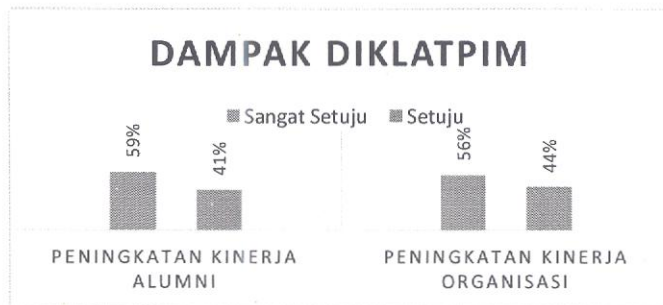 DAMPAK DIKLATPIM
Sangat Setuju Setuju
59% 41% 56% 44%
PENINGKATAN KINERJA ALUMNI
PENINGKATAN KINERJA ORGANISASI